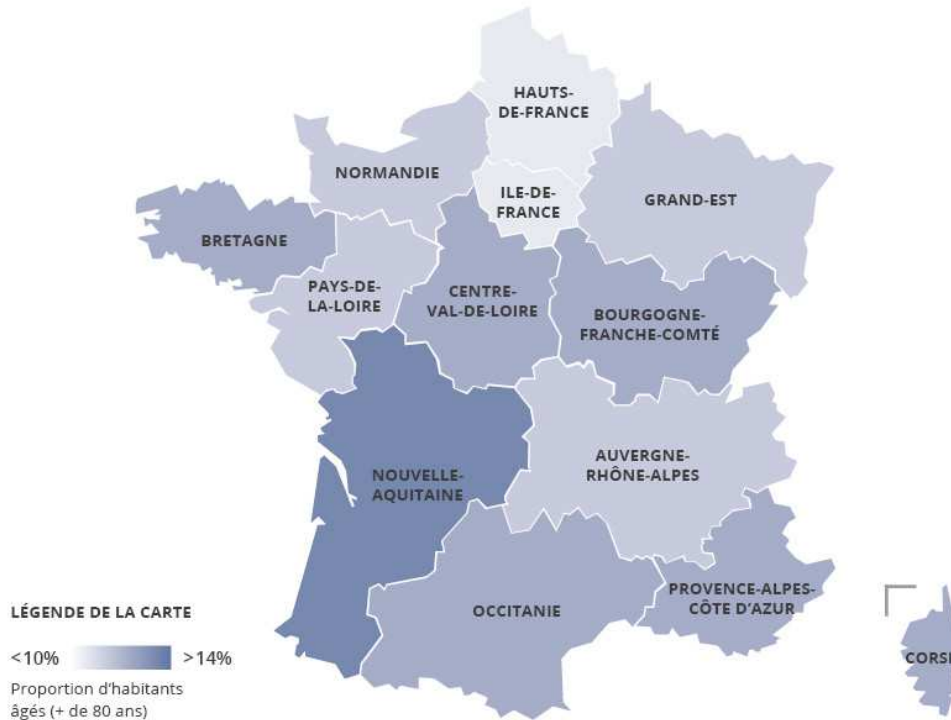 HAUTS-
DE-FRANCE
NORMANDIE
ILE-DE-
FRANCE
GRAND-EST
BRETAGNE
PAYS-DE-
LA-LOIRE
CENTRE-
VAL-DE-LOIRE
BOURGOGNE-
FRANCHE-COMTÉ
NOUVELLE-
AQUITAINE
AUVERGNE-
RHÔNE-ALPES
OCCITANIE
PROVENCE-ALPES-
CÔTE D'AZUR
LÉGENDE DE LA CARTE
<10% >14%
Proportion d'habitants
âgés (+ de 80 ans)